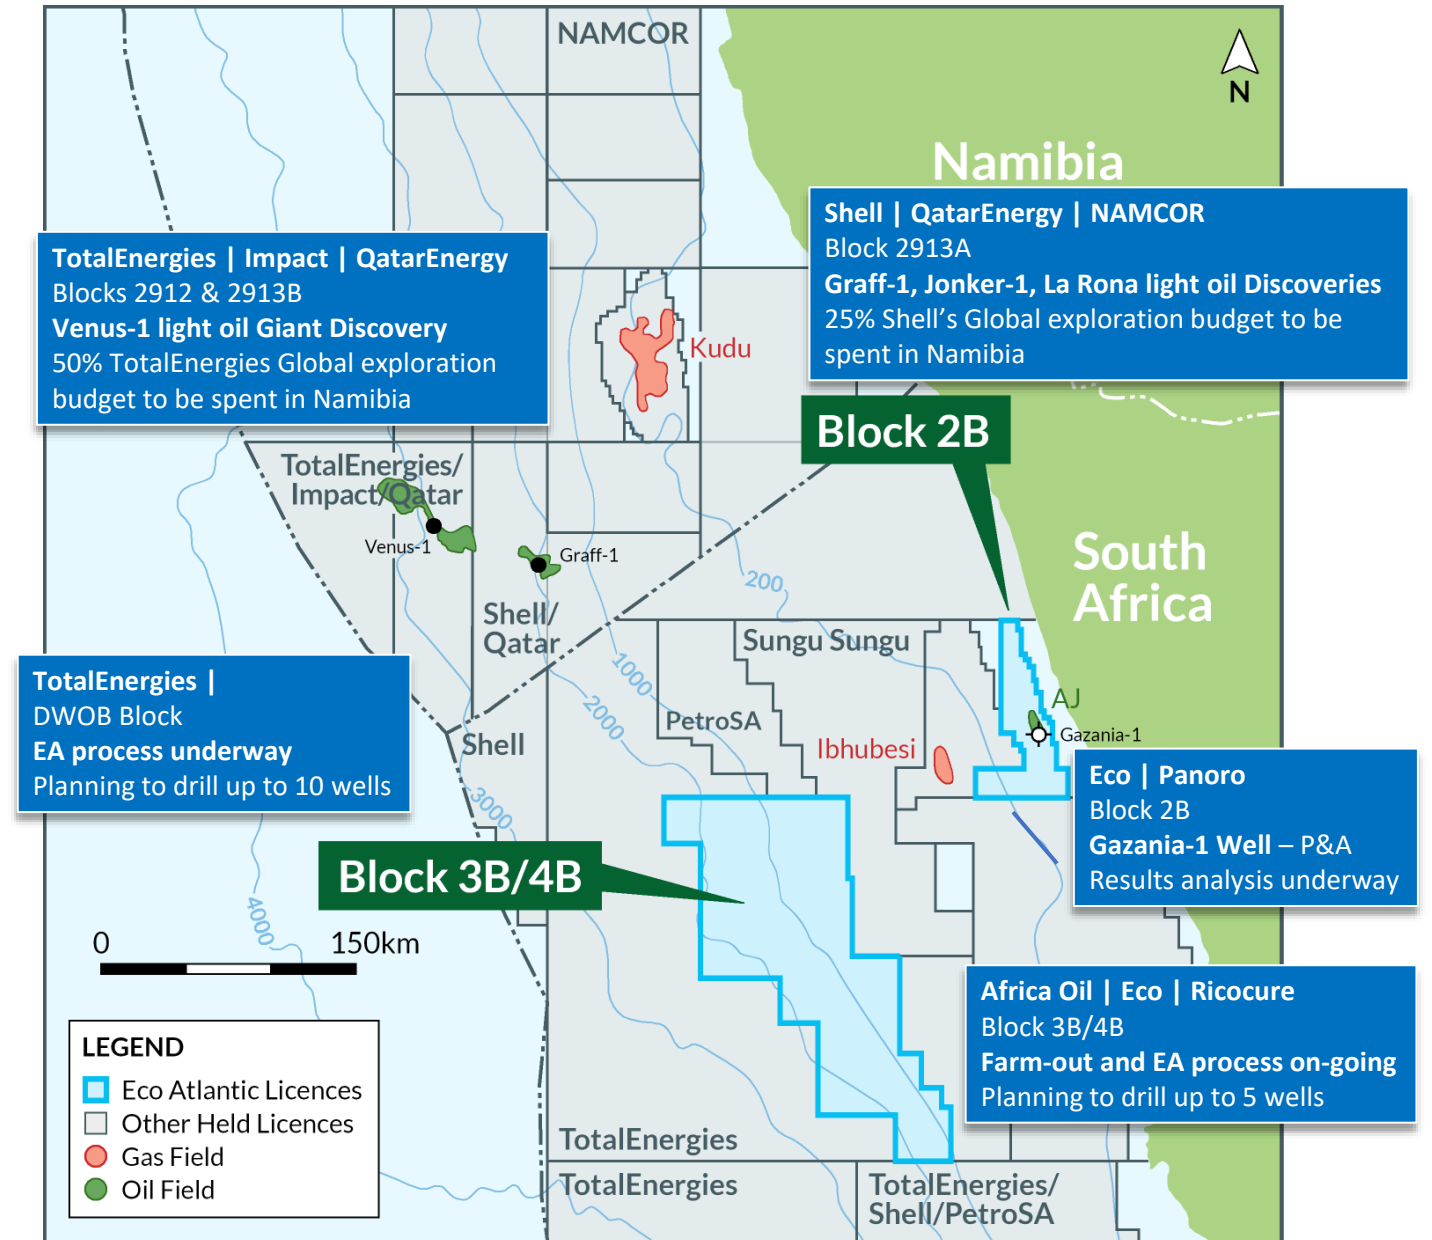 NAMCOR
N
Namibia
Shell | QatarEnergy | NAMCOR
Block 2913A
Graff-1, Jonker-1, La Rona light oil Discoveries
25% Shell’s Global exploration budget to be
spent in Namibia
TotalEnergies | Impact | QatarEnergy
Blocks 2912 & 2913B
Venus-1 light oil Giant Discovery
50% TotalEnergies Global exploration
budget to be spent in Namibia
Kudu
Block 2B
TotalEnergies/
Impact/Qatar
Venus-1
Graff-1
South
Africa
200
Shell/
Qatar
Sungu Sungu
1000
2000
PetroSA
AJ
Gazania-1
Ibhubesi
Shell
TotalEnergies |
DWOB Block
EA process underway
Planning to drill up to 10 wells
3000
Eco | Panoro
Block 2B
Gazania-1 Well – P&A
Results analysis underway
Block 3B/4B
4000
0 150km
Africa Oil | Eco | Ricocure
Block 3B/4B
Farm-out and EA process on-going
Planning to drill up to 5 wells
LEGEND
Eco Atlantic Licences
Other Held Licences
Gas Field
Oil Field
TotalEnergies
TotalEnergies
TotalEnergies/
Shell/PetroSA